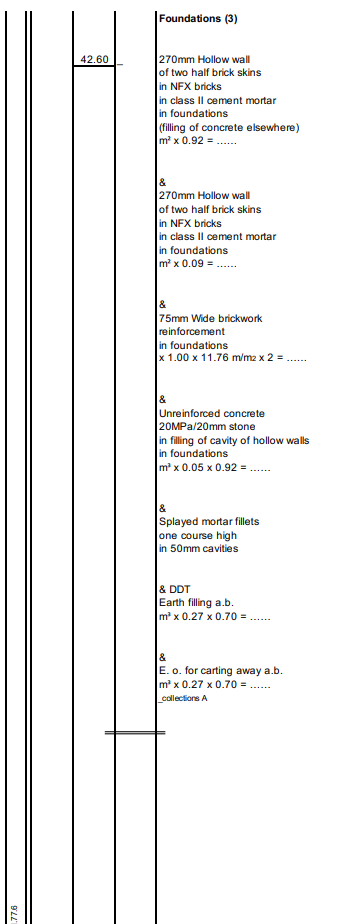 Foundations (3)
42.60
270mm Hollow wall
of two half brick skins
in NFX bricks
in class II cement mortar
in foundations
(filling of concrete elsewhere)
m² x 0.92 = ……
&
270mm Hollow wall
of two half brick skins
in NFX bricks
in class II cement mortar
in foundations
m² x 0.09 = ……
&
75mm Wide brickwork
reinforcement
in foundations
x 1.00 x 11.76 m/m2 x 2 = ……
&
Unreinforced concrete
20MPa/20mm stone
in filling of cavity of hollow walls
in foundations
m³ x 0.05 x 0.92 = ……
&
Splayed mortar fillets
one course high
in 50mm cavities
& DDT
Earth filling a.b.
m³ x 0.27 x 0.70 = ……
&
E. o. for carting away a.b.
m³ x 0.27 x 0.70 = ……
_collections A
.77.6